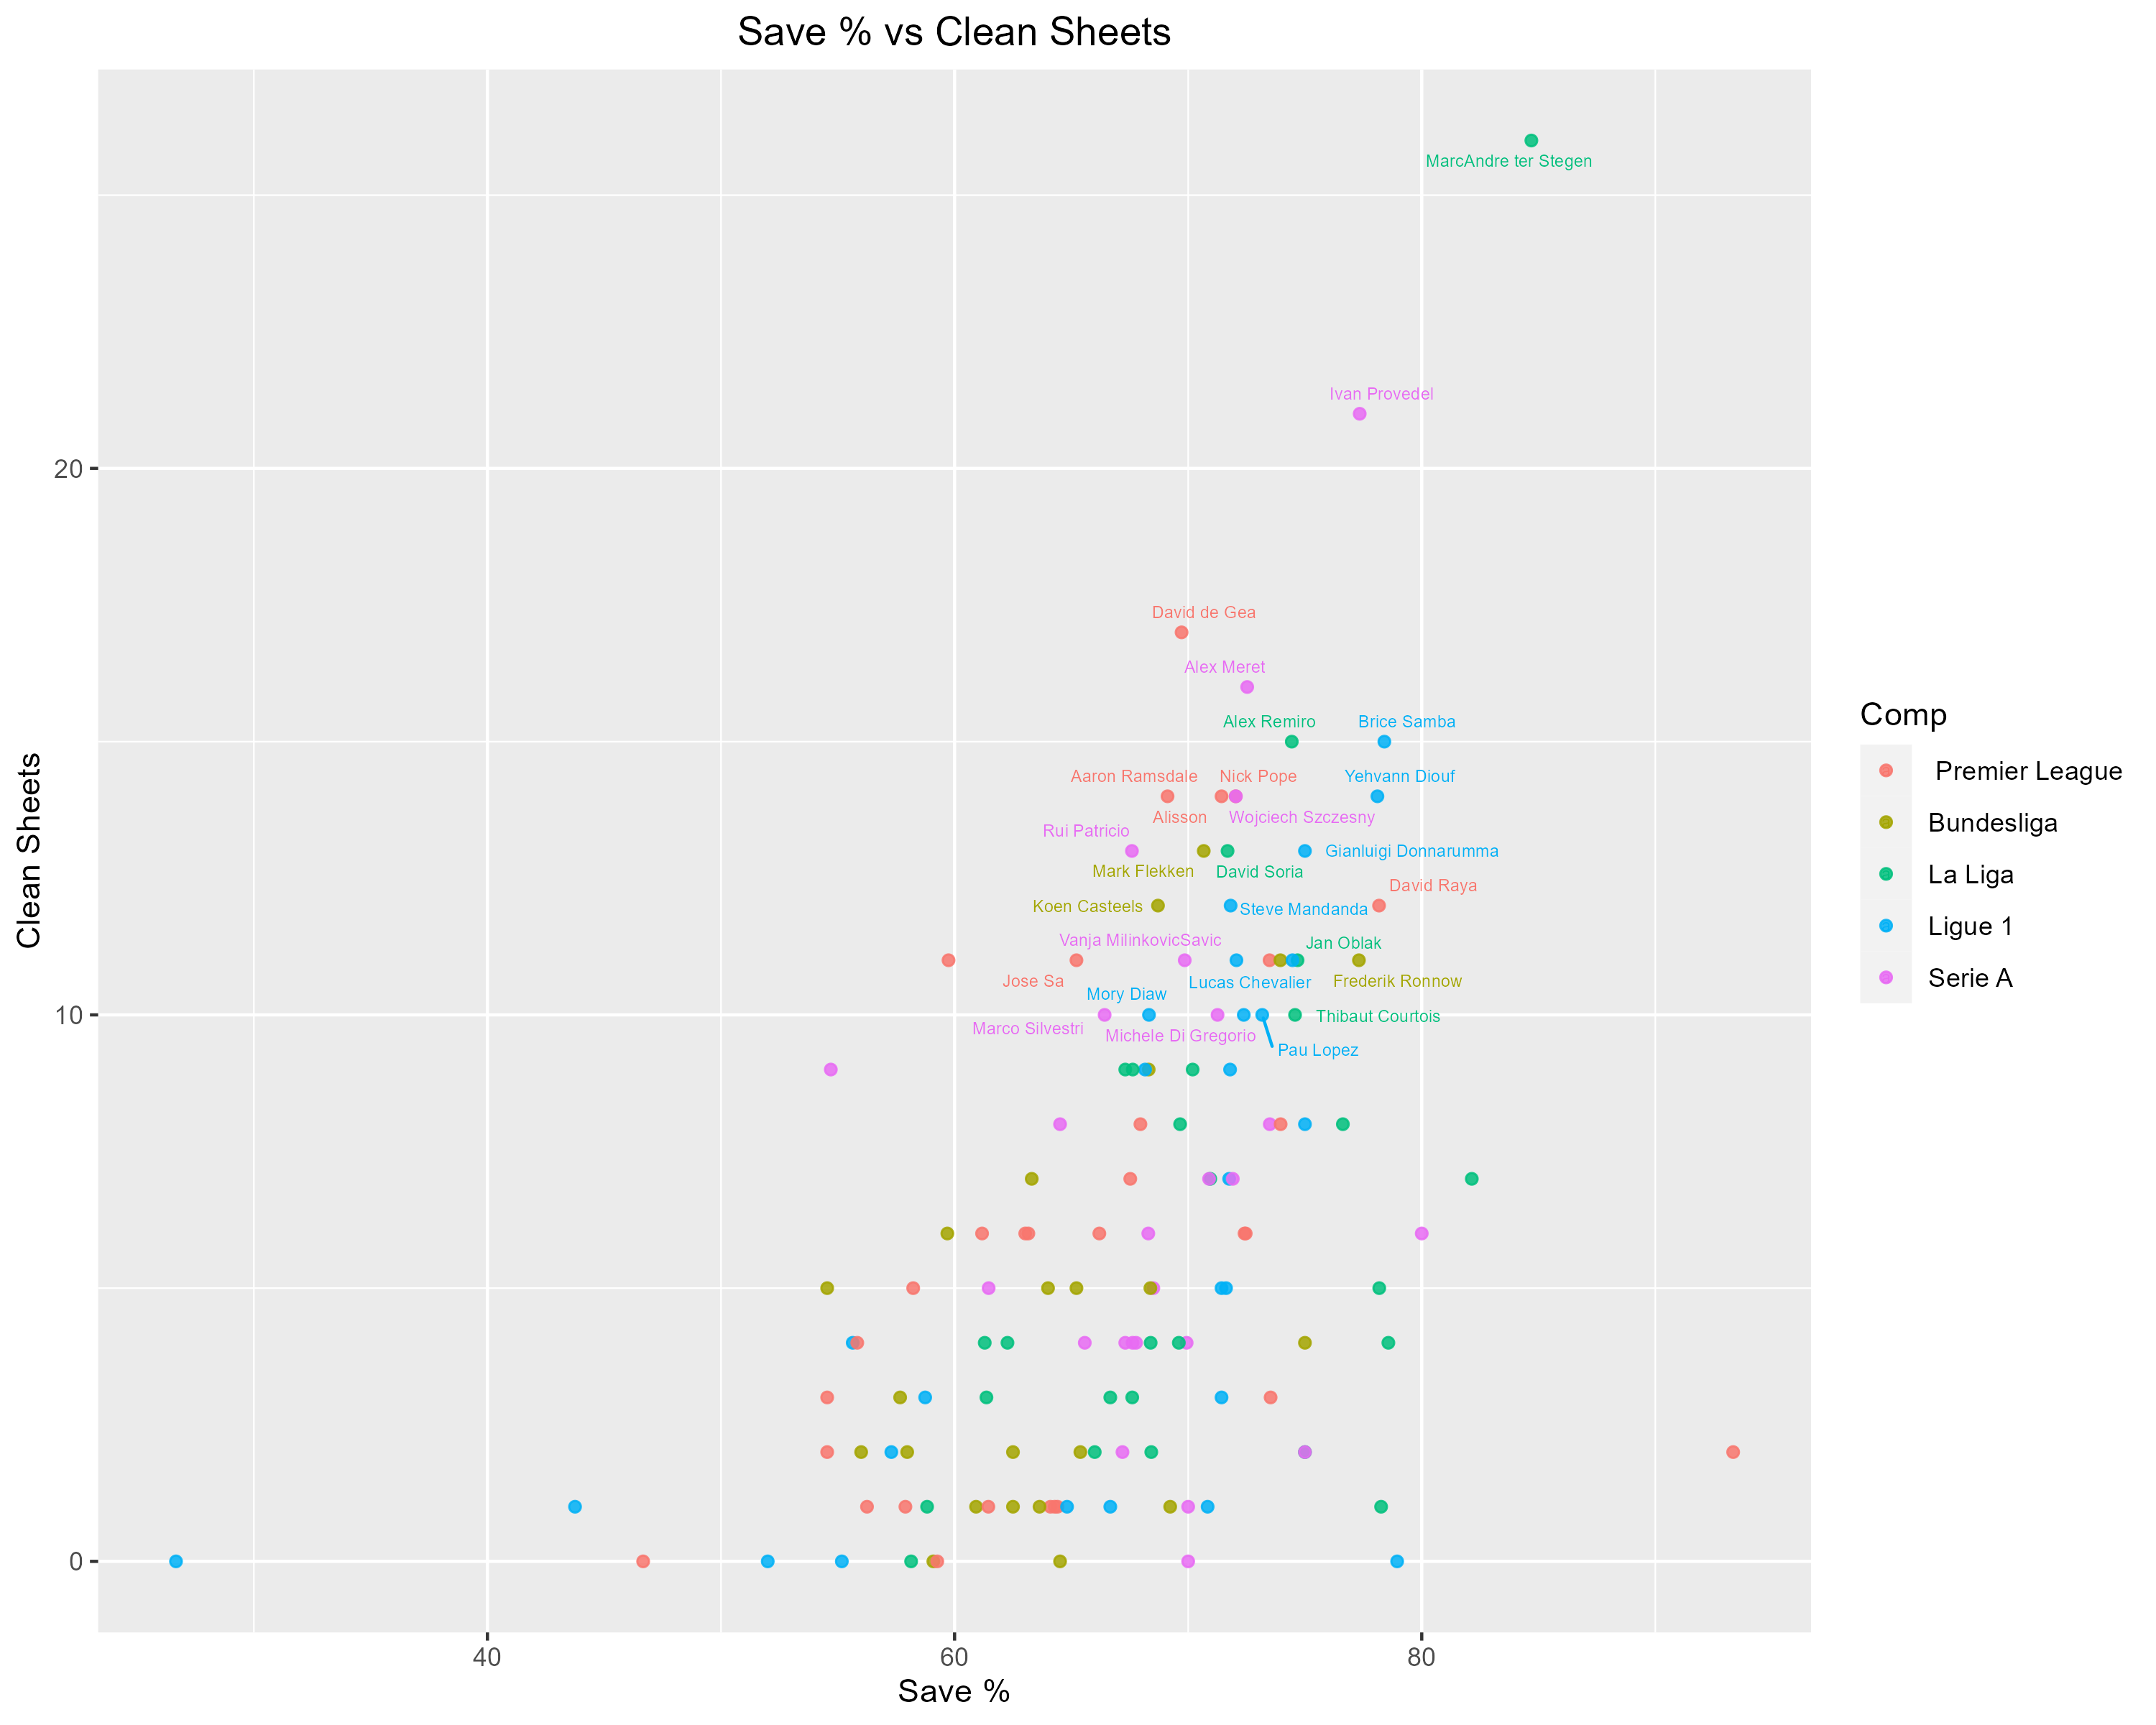 Save % vs Clean Sheets
MarcAndre ter Stegen
Ivan Provedel
20
David de Gea
Alex Meret
Alex Remiro
Brice Samba
Aaron Ramsdale
Nick Pope
Yehvann Diouf
Alisson
Wojciech Szczesny
Rui Patricio
Gianluigi Donnarumma
Mark Flekken
David Soria
David Raya
Koen Casteels
Steve Mandanda
Vanja MilinkovicSavic
Jan Oblak
Jose Sa
Lucas Chevalier
Frederik Ronnow
Mory Diaw
10
Marco Silvestri
Michele Di Gregorio
Thibaut Courtois
Pau Lopez
0
40
60
80
Save %
Clean Sheets
Comp
Premier League
Bundesliga
La Liga
Ligue 1
Serie A